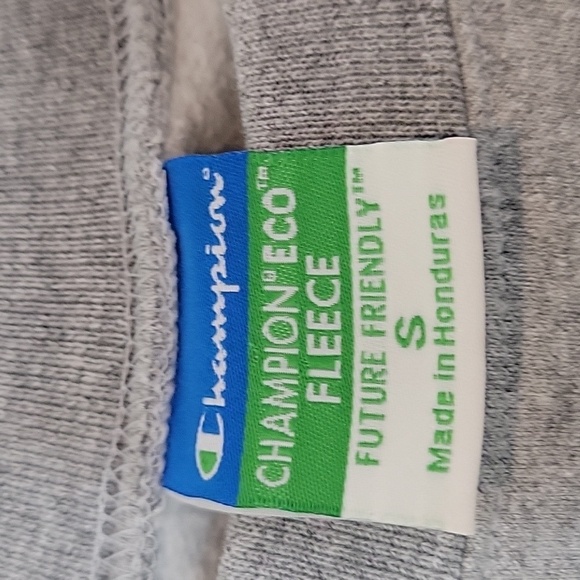 Champion®
CHAMPION® ECO™
FLEECE
FUTURE FRIENDLY™
S
Made in Honduras